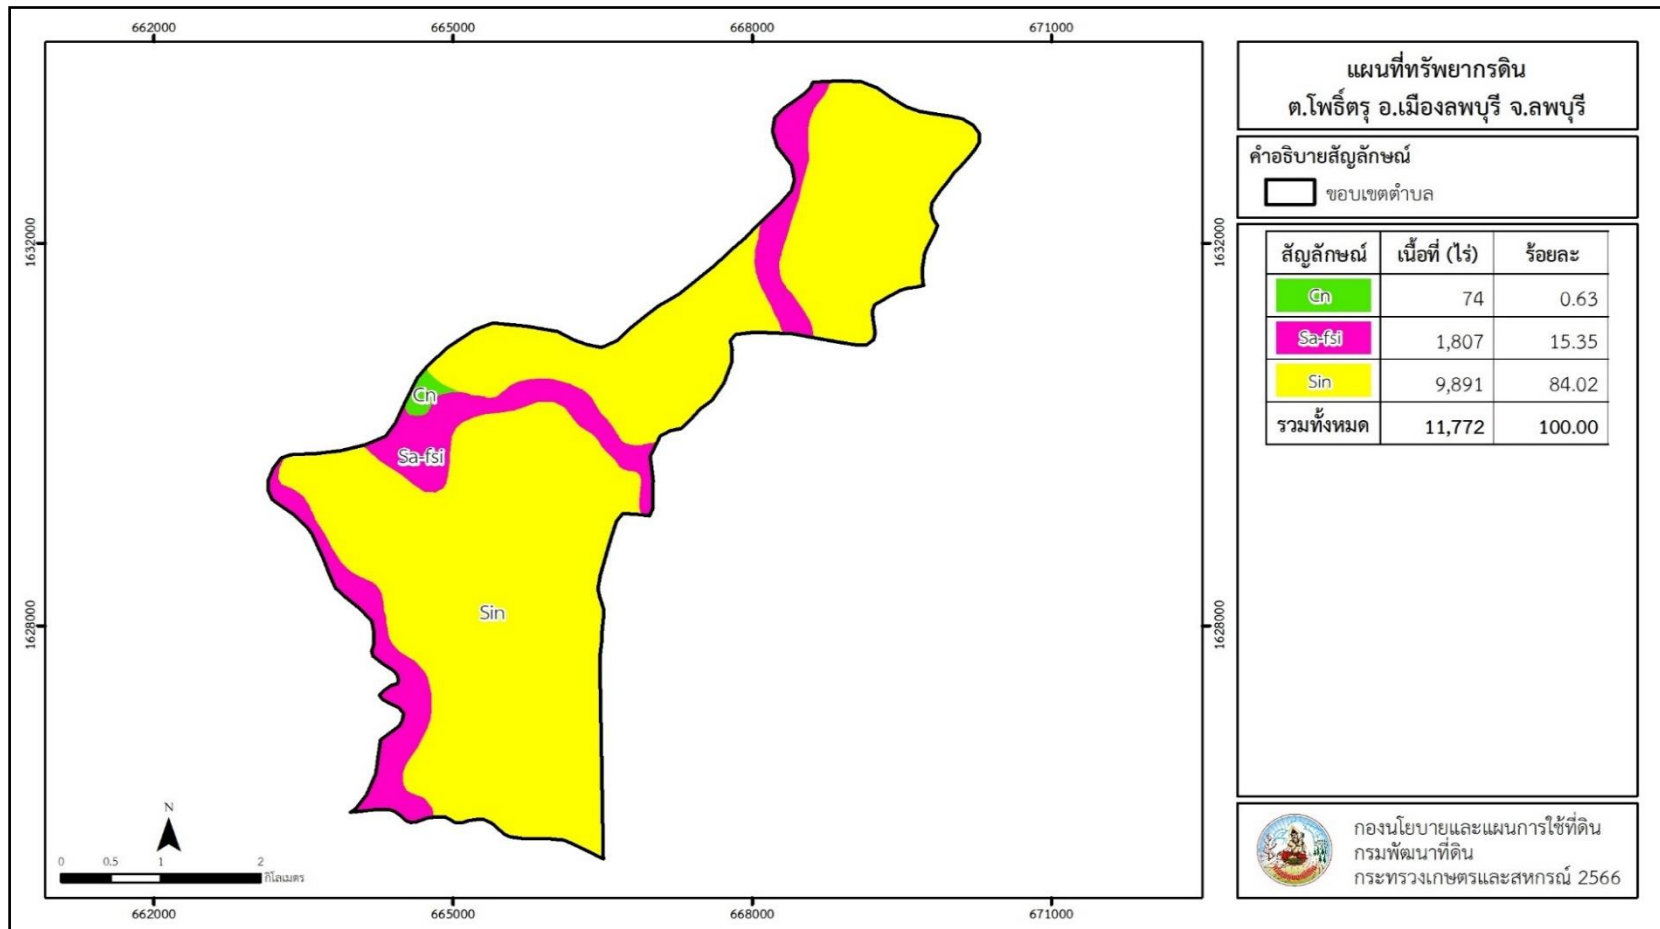 662000 665000 668000 671000
1632000 1632000
1628000 1628000
Cn
Sa-fsi
Sin
N
0 0.5 1 2
กิโลเมตร
662000 665000 668000 671000
แผนที่ทรัพยากรดิน
ต.โพธิ์ตรุ อ.เมืองลพบุรี จ.ลพบุรี
คำอธิบายสัญลักษณ์
ขอบเขตตำบล
สัญลักษณ์ เนื้อที่ (ไร่) ร้อยละ
Cn 74 0.63
Sa-fsi 1,807 15.35
Sin 9,891 84.02
รวมทั้งหมด 11,772 100.00
กองนโยบายและแผนการใช้ที่ดิน
กรมพัฒนาที่ดิน
กระทรวงเกษตรและสหกรณ์ 2566